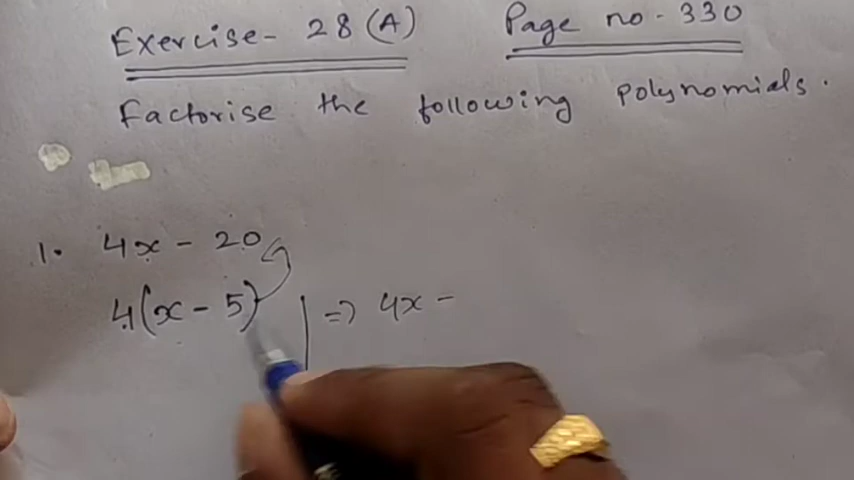 Exercise- 28 (A) Page no - 330
Factorise the following polynomials.
1. 4x - 20
4(x - 5) | => 4x -